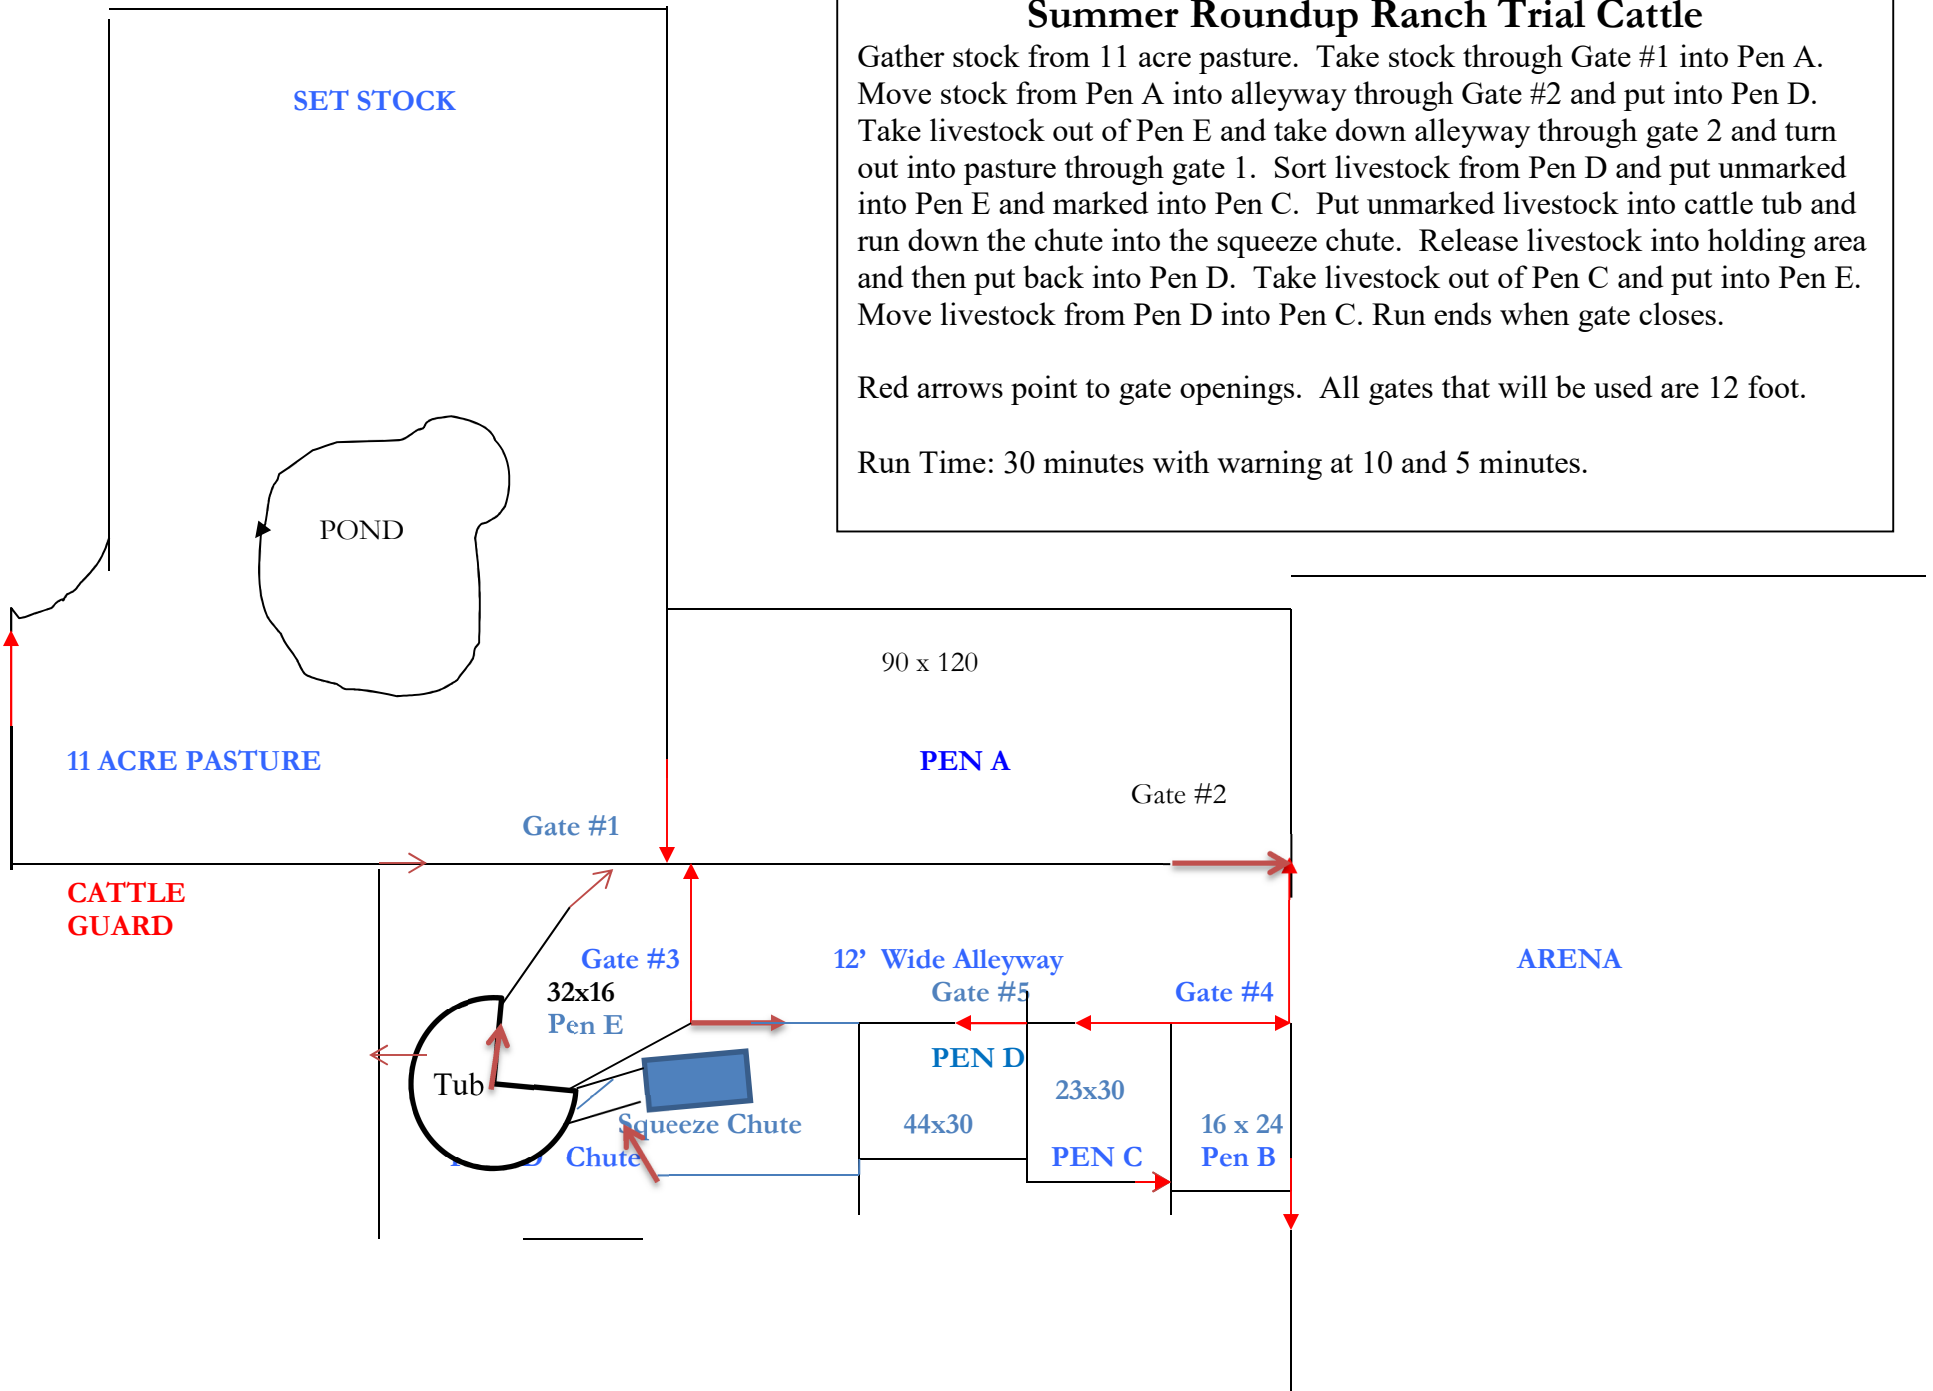 Summer Roundup Ranch Trial Cattle
Gather stock from 11 acre pasture.  Take stock through Gate #1 into Pen A.
Move stock from Pen A into alleyway through Gate #2 and put into Pen D.
Take livestock out of Pen E and take down alleyway through gate 2 and turn
out into pasture through gate 1.  Sort livestock from Pen D and put unmarked
into Pen E and marked into Pen C.  Put unmarked livestock into cattle tub and
run down the chute into the squeeze chute.  Release livestock into holding area
and then put back into Pen D.  Take livestock out of Pen C and put into Pen E.
Move livestock from Pen D into Pen C. Run ends when gate closes.
Red arrows point to gate openings.  All gates that will be used are 12 foot.
Run Time: 30 minutes with warning at 10 and 5 minutes.
SET STOCK
POND
90 x 120
11 ACRE PASTURE
PEN A
Gate #2
Gate #1
CATTLE
GUARD
Gate #3
12’ Wide Alleyway
ARENA
32x16
Gate #5
Gate #4
Pen E
PEN D
Tub
23x30
Squeeze Chute
44x30
16 x 24
Chute
PEN C
Pen B